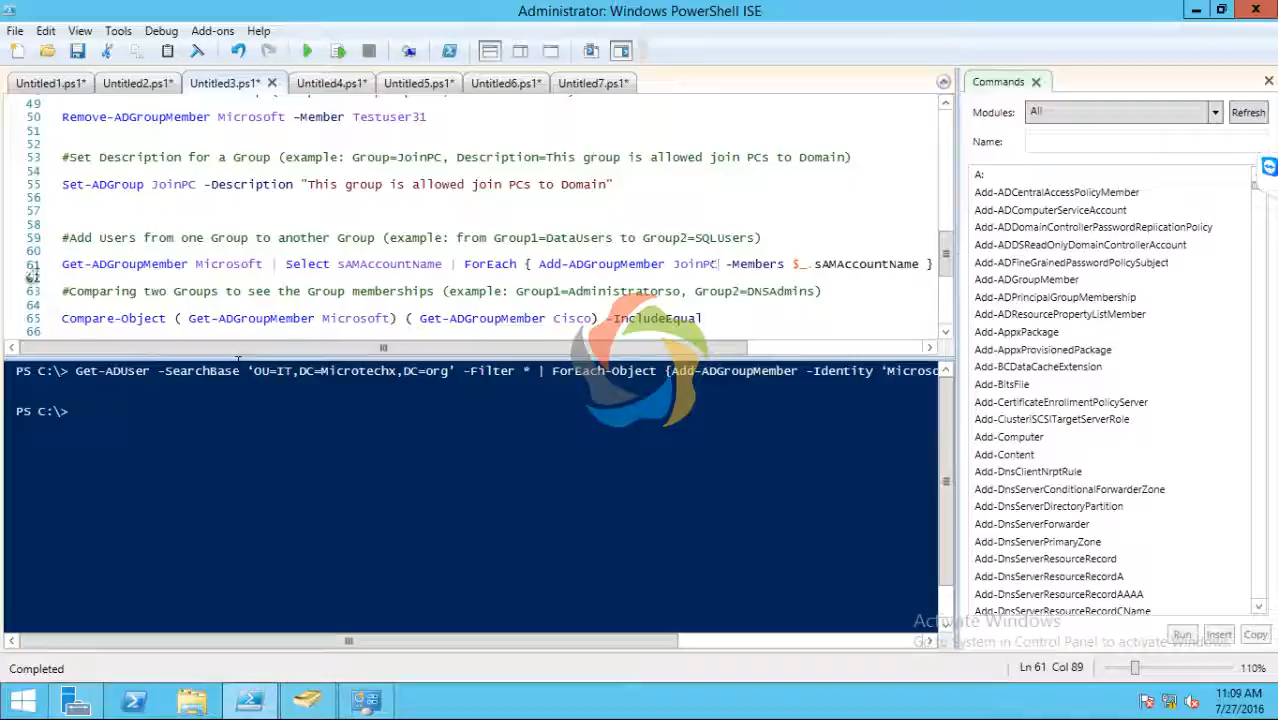 Administrator: Windows PowerShell ISE
File Edit View Tools Debug Add-ons Help
Untitled1.ps1* Untitled2.ps1* Untitled3.ps1* Untitled4.ps1* Untitled5.ps1* Untitled6.ps1* Untitled7.ps1*
49
50 Remove-ADGroupMember Microsoft -Member Testuser31
51
52
53 #Set Description for a Group (example: Group=JoinPC, Description=This group is allowed join PCs to Domain)
54
55 Set-ADGroup JoinPC -Description "This group is allowed join PCs to Domain"
56
57
58
59 #Add Users from one Group to another Group (example: from Group1=DataUsers to Group2=SQLUsers)
60
61 Get-ADGroupMember Microsoft | Select sAMAccountName | ForEach { Add-ADGroupMember JoinPC -Members $_.sAMAccountName }
62
63 #Comparing two Groups to see the Group memberships (example: Group1=Administratorso, Group2=DNSAdmins)
64
65 Compare-Object ( Get-ADGroupMember Microsoft) ( Get-ADGroupMember Cisco) -IncludeEqual
66
PS C:\> Get-ADUser -SearchBase ‘OU=IT,DC=Microtechx,DC=org’ -Filter * | ForEach-Object {Add-ADGroupMember -Identity ‘Microso
PS C:\>
Commands
Modules: All Refresh
Name:
A:
Add-ADCentralAccessPolicyMember
Add-ADComputerServiceAccount
Add-ADDomainControllerPasswordReplicationPolicy
Add-ADDSReadOnlyDomainControllerAccount
Add-ADFineGrainedPasswordPolicySubject
Add-ADGroupMember
Add-ADPrincipalGroupMembership
Add-ADResourcePropertyListMember
Add-AppxPackage
Add-AppxProvisionedPackage
Add-BCDataCacheExtension
Add-BitsFile
Add-CertificateEnrollmentPolicyServer
Add-ClusteriSCSITargetServerRole
Add-Computer
Add-Content
Add-DnsClientNrptRule
Add-DnsServerConditionalForwarderZone
Add-DnsServerDirectoryPartition
Add-DnsServerForwarder
Add-DnsServerPrimaryZone
Add-DnsServerResourceRecord
Add-DnsServerResourceRecordA
Add-DnsServerResourceRecordAAAA
Add-DnsServerResourceRecordCName
Activate Windows
Go to System in Control Panel to activate Windows.
Run Insert Copy
Completed
Ln 61 Col 89 110%
11:09 AM
7/27/2016